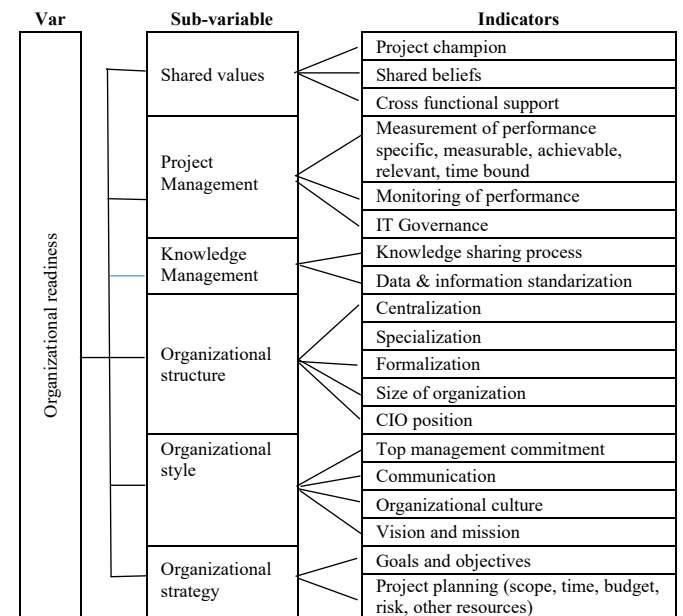 Var Sub-variable Indicators
Organizational readiness
Shared values
Project champion
Shared beliefs
Cross functional support
Project
Management
Measurement of performance
specific, measurable, achievable,
relevant, time bound
Monitoring of performance
IT Governance
Knowledge
Management
Knowledge sharing process
Data & information standarization
Organizational
structure
Centralization
Specialization
Formalization
Size of organization
CIO position
Organizational
style
Top management commitment
Communication
Organizational culture
Vision and mission
Organizational
strategy
Goals and objectives
Project planning (scope, time, budget,
risk, other resources)